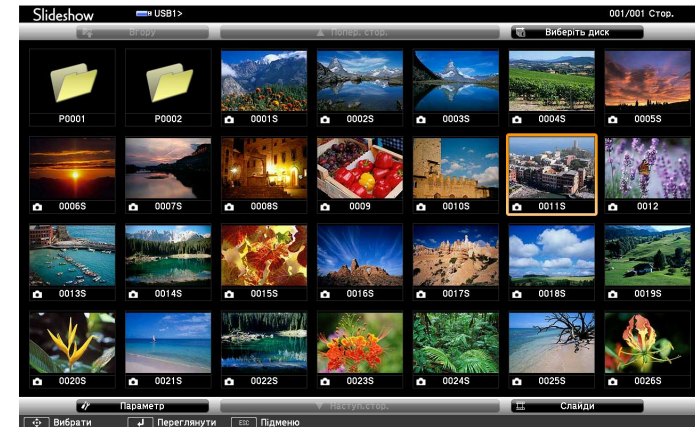 Slideshow USB1> 001/001 Стор.
Вгору Попер. стор. Виберіть диск
P0001 P0002 0001S 0002S 0003S 0004S 0005S
0006S 0007S 0008S 0009 0010S 0011S 0012
0013S 0014S 0015S 0016S 0017S 0018S 0019S
0020S 0021S 0022S 0023S 0024S 0025S 0026S
Параметр Наступ.стор. Слайди
Вибрати Переглянути ESC Підменю